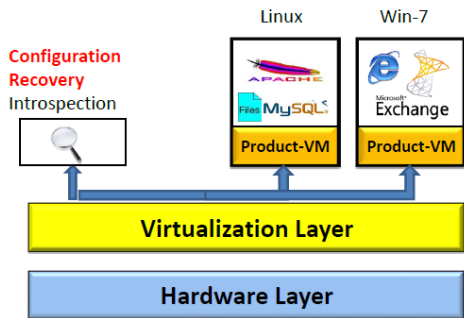 Linux
Win-7
Configuration
Recovery
Introspection
APACHE
Files MySQL
Microsoft
Exchange
Product-VM
Product-VM
Virtualization Layer
Hardware Layer